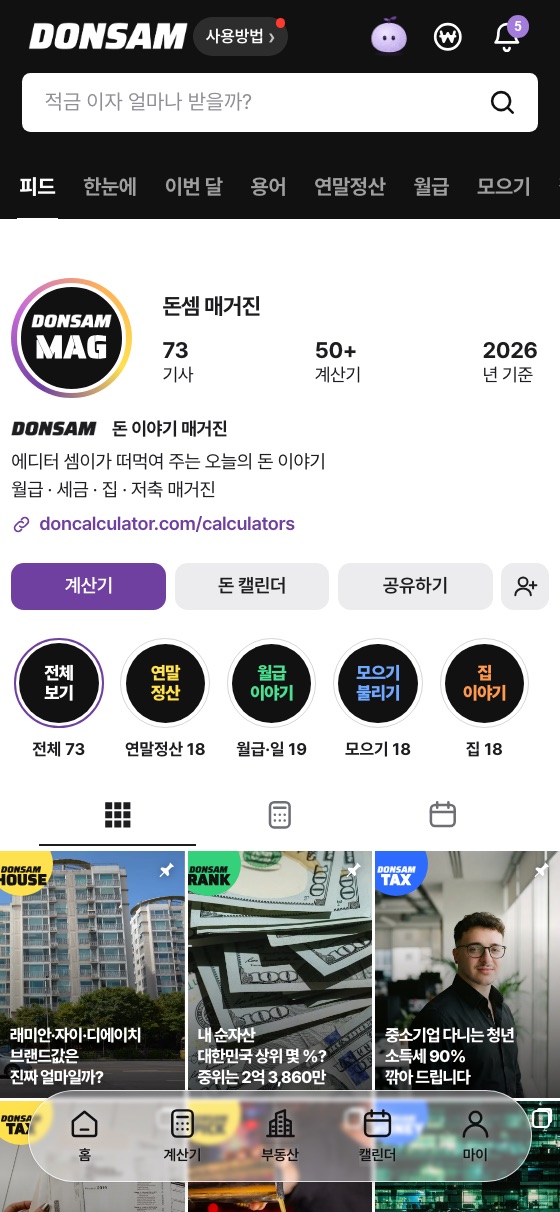 DONSAM
사용방법 ›
5
적금 이자 얼마나 받을까?
피드 한눈에 이번 달 용어 연말정산 월급 모으기
DONSAM
MAG
돈셈 매거진
73 50+ 2026
기사 계산기 년 기준
DONSAM 돈 이야기 매거진
에디터 셈이가 떠먹여 주는 오늘의 돈 이야기
월급 · 세금 · 집 · 저축 매거진
doncalculator.com/calculators
계산기 돈 캘린더 공유하기
전체
보기
연말
정산
월급
이야기
모으기
불리기
집
이야기
전체 73 연말정산 18 월급·일 19 모으기 18 집 18
DONSAM
HOUSE
래미안·자이·디에이치
브랜드값은
진짜 얼마일까?
DONSAM
RANK
내 순자산
대한민국 상위 몇 %?
중위는 2억 3,860만
DONSAM
TAX
중소기업 다니는 청년
소득세 90%
깎아 드립니다
DONSAM
TAX
홈 계산기 부동산 캘린더 마이